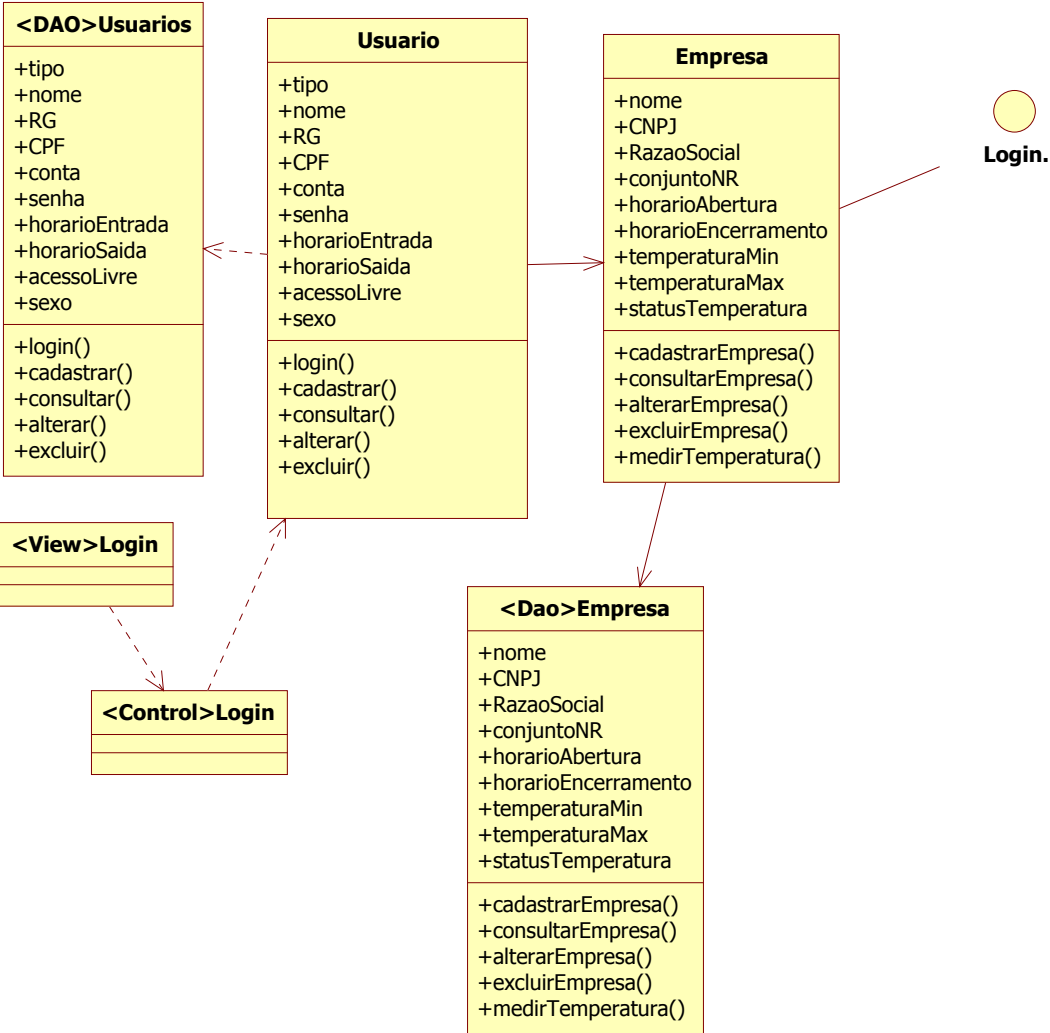 <DAO>Usuarios
+tipo
+nome
+RG
+CPF
+conta
+senha
+horarioEntrada
+horarioSaida
+acessoLivre
+sexo
+login()
+cadastrar()
+consultar()
+alterar()
+excluir()
Usuario
+tipo
+nome
+RG
+CPF
+conta
+senha
+horarioEntrada
+horarioSaida
+acessoLivre
+sexo
+login()
+cadastrar()
+consultar()
+alterar()
+excluir()
Empresa
+nome
+CNPJ
+RazaoSocial
+conjuntoNR
+horarioAbertura
+horarioEncerramento
+temperaturaMin
+temperaturaMax
+statusTemperatura
+cadastrarEmpresa()
+consultarEmpresa()
+alterarEmpresa()
+excluirEmpresa()
+medirTemperatura()
Login.
<View>Login
<Control>Login
<Dao>Empresa
+nome
+CNPJ
+RazaoSocial
+conjuntoNR
+horarioAbertura
+horarioEncerramento
+temperaturaMin
+temperaturaMax
+statusTemperatura
+cadastrarEmpresa()
+consultarEmpresa()
+alterarEmpresa()
+excluirEmpresa()
+medirTemperatura()